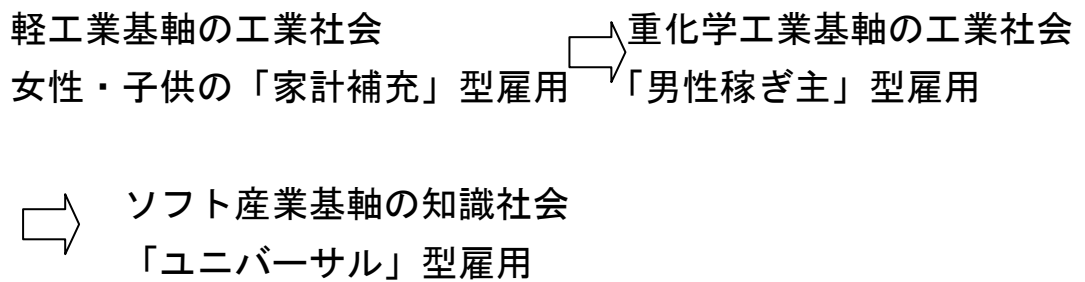 軽工業基軸の工業社会 重化学工業基軸の工業社会
女性・子供の「家計補充」型雇用 「男性稼ぎ主」型雇用
ソフト産業基軸の知識社会
「ユニバーサル」型雇用